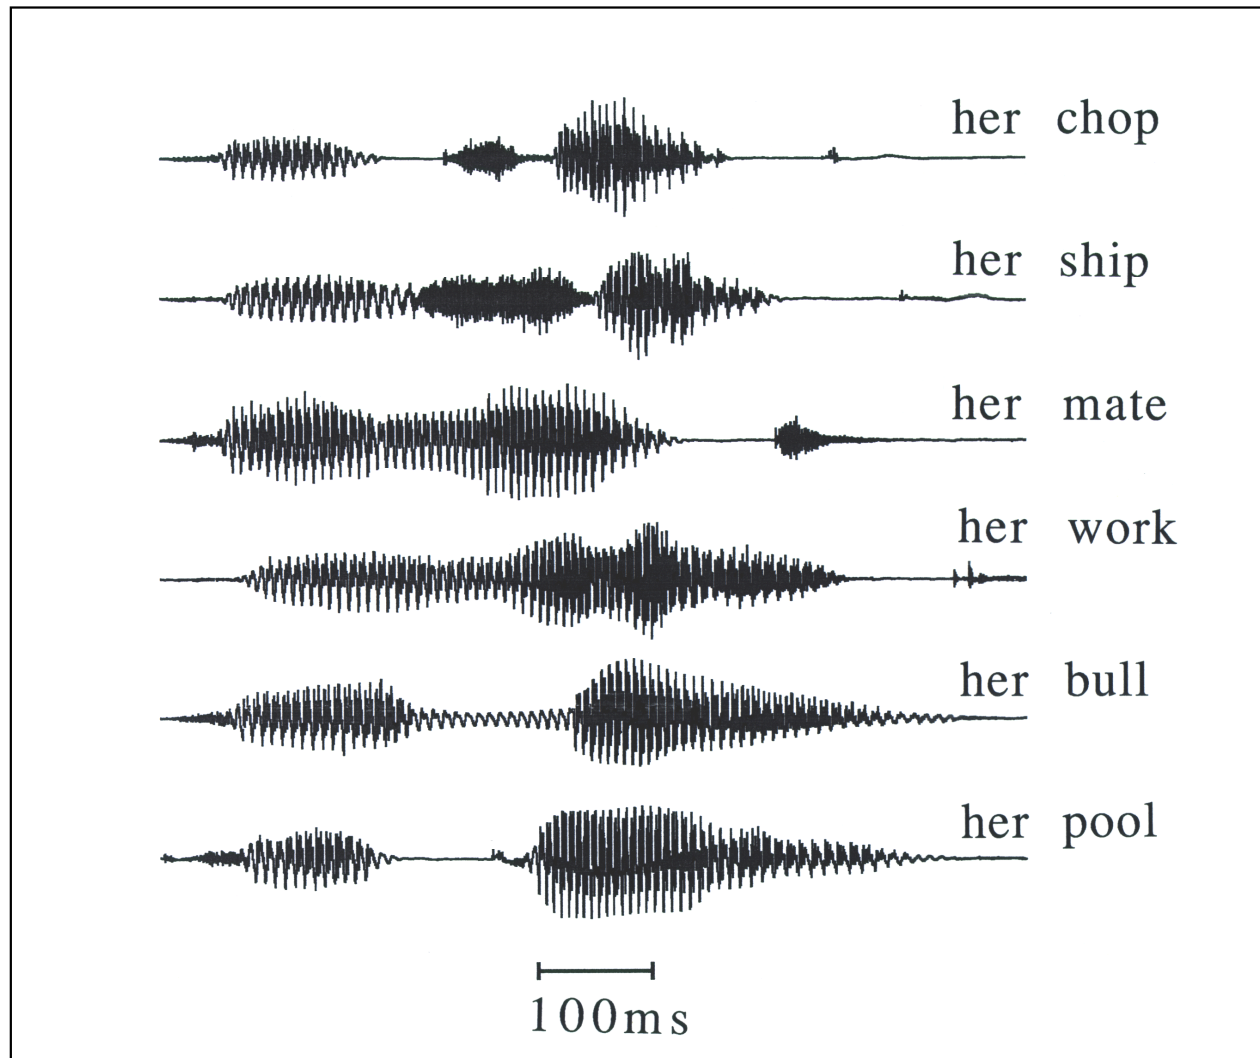 her chop
her ship
her mate
her work
her bull
her pool
100ms